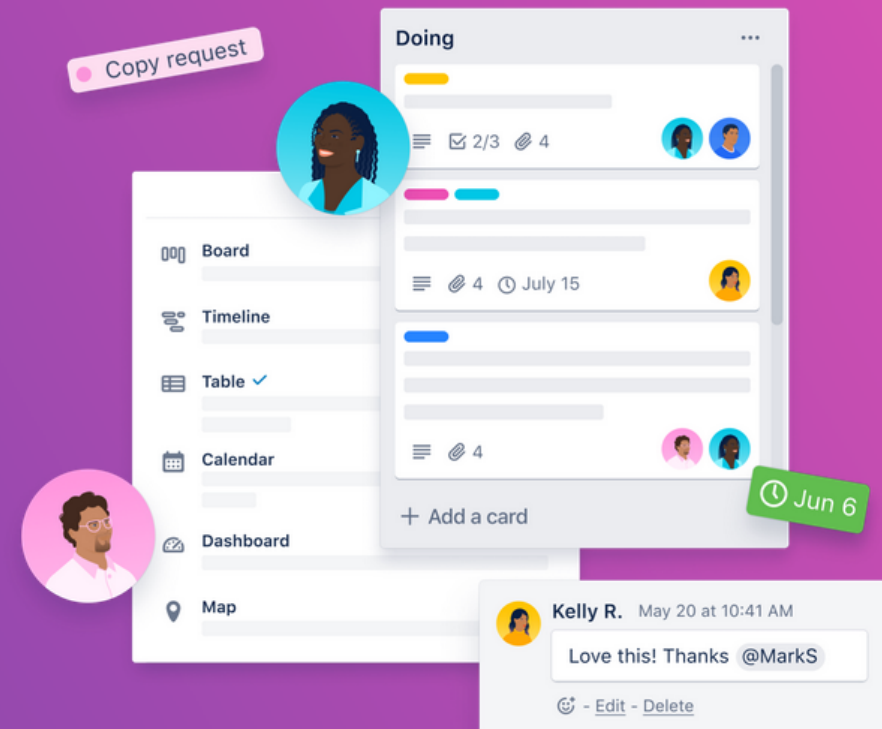 Copy request
Doing
2/3 4
4 July 15
4
+ Add a card
Jun 6
Board
Timeline
Table
Calendar
Dashboard
Map
Kelly R. May 20 at 10:41 AM
Love this! Thanks @MarkS
- Edit - Delete